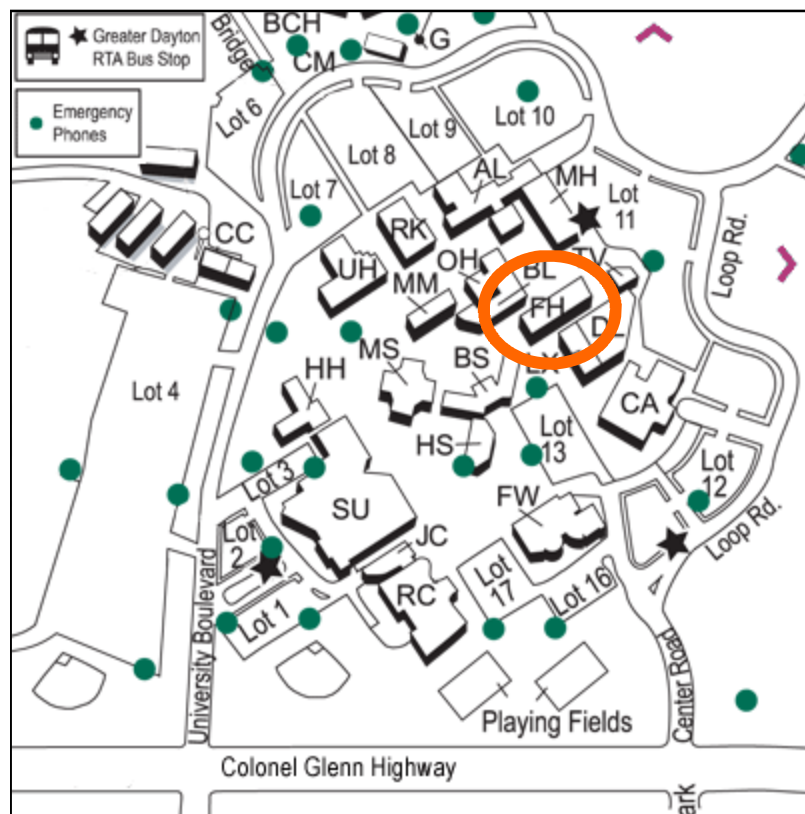 Greater Dayton
RTA Bus Stop
Emergency
Phones
Bridge
BCH
CM
G
Lot 6
Lot 7
Lot 8
Lot 9
Lot 10
AL
MH
Lot
11
Loop Rd.
RK
CC
UH
OH
BL
TV
MM
FH
DL
LX
MS
BS
HH
CA
Lot 4
HS
Lot
13
Lot
12
Loop Rd.
Lot 3
SU
FW
Lot
2
JC
Lot
17
Lot 16
RC
Lot 1
University Boulevard
Center Road
Playing Fields
Colonel Glenn Highway
ark